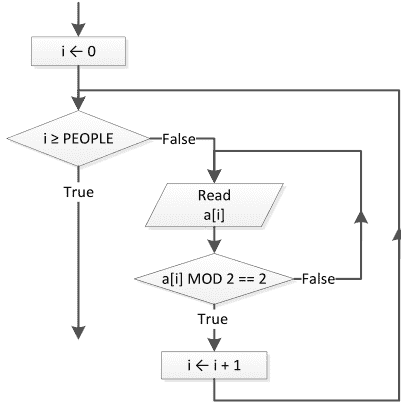 i ← 0
i ≥ PEOPLE
False
True
Read
a[i]
a[i] MOD 2 == 2
False
True
i ← i + 1